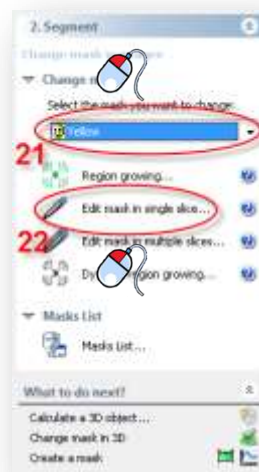 2. Segment
Change mask
Change m
Select the mask you want to change:
Yellow
21
Region growing...
Edit mask in single slice...
22
Edit mask in multiple slices...
Dy region growing...
Masks List
Masks List...
What to do next?
Calculate a 3D object...
Change mask in 3D
Create a mask